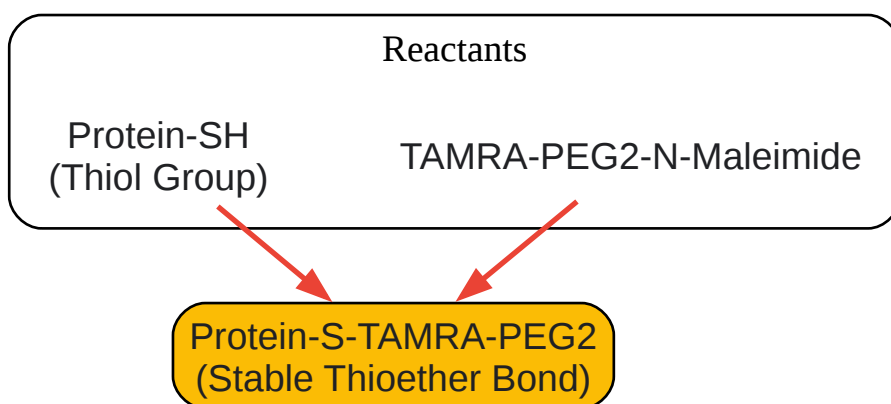 Reactants
Protein-SH
(Thiol Group)
TAMRA-PEG2-N-Maleimide
Protein-S-TAMRA-PEG2
(Stable Thioether Bond)